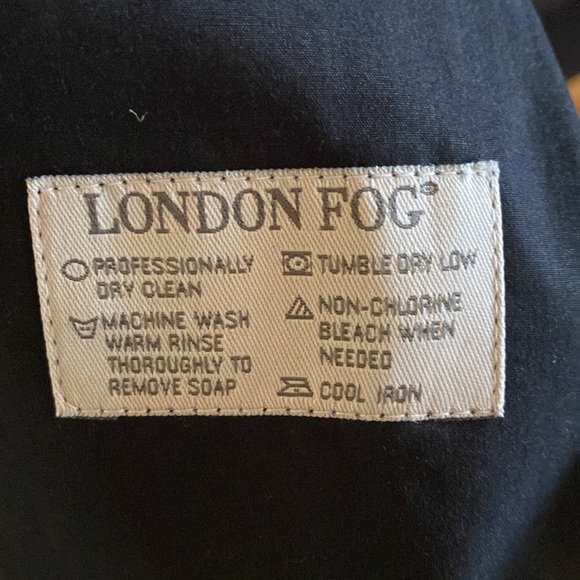 LONDON FOG®
PROFESSIONALLY
DRY CLEAN
MACHINE WASH
WARM RINSE
THOROUGHLY TO
REMOVE SOAP
TUMBLE DRY LOW
NON-CHLORINE
BLEACH WHEN
NEEDED
COOL IRON